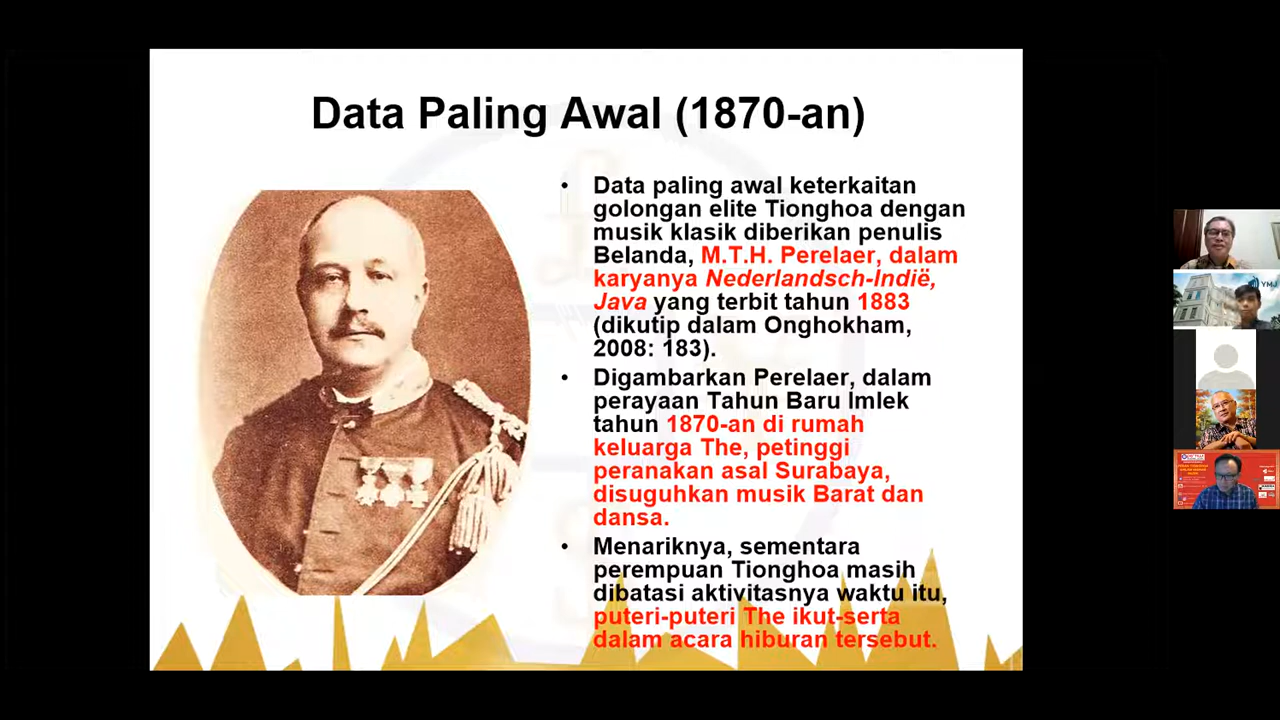 Data Paling Awal (1870-an)
• Data paling awal keterkaitan
golongan elite Tionghoa dengan
musik klasik diberikan penulis
Belanda, M.T.H. Perelaer, dalam
karyanya Nederlandsch-Indië,
Java yang terbit tahun 1883
(dikutip dalam Onghokham,
2008: 183).
• Digambarkan Perelaer, dalam
perayaan Tahun Baru Imlek
tahun 1870-an di rumah
keluarga The, petinggi
peranakan asal Surabaya,
disuguhkan musik Barat dan
dansa.
• Menariknya, sementara
perempuan Tionghoa masih
dibatasi aktivitasnya waktu itu,
puteri-puteri The ikut-serta
dalam acara hiburan tersebut.
YMJ